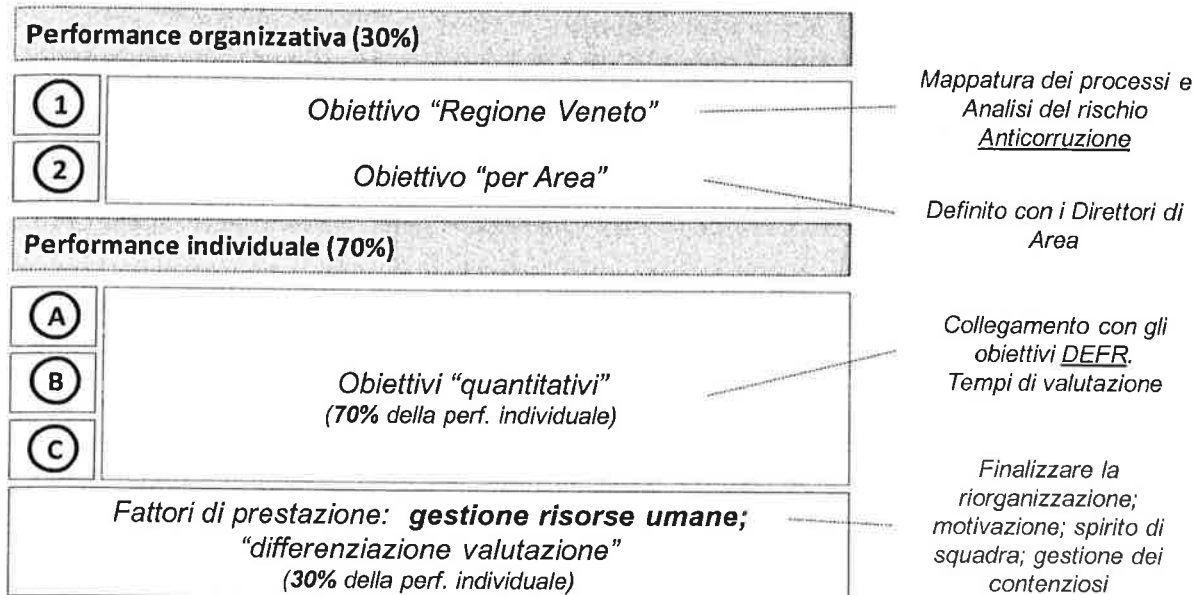 Performance organizzativa (30%)
1
Obiettivo "Regione Veneto"
2
Obiettivo "per Area"
Mappatura dei processi e
Analisi del rischio
Anticorruzione
Definito con i Direttori di
Area
Performance individuale (70%)
A
B
C
Obiettivi "quantitativi"
(70% della perf. individuale)
Collegamento con gli
obiettivi DEFR.
Tempi di valutazione
Fattori di prestazione: gestione risorse umane;
"differenziazione valutazione"
(30% della perf. individuale)
Finalizzare la
riorganizzazione;
motivazione; spirito di
squadra; gestione dei
contenziosi